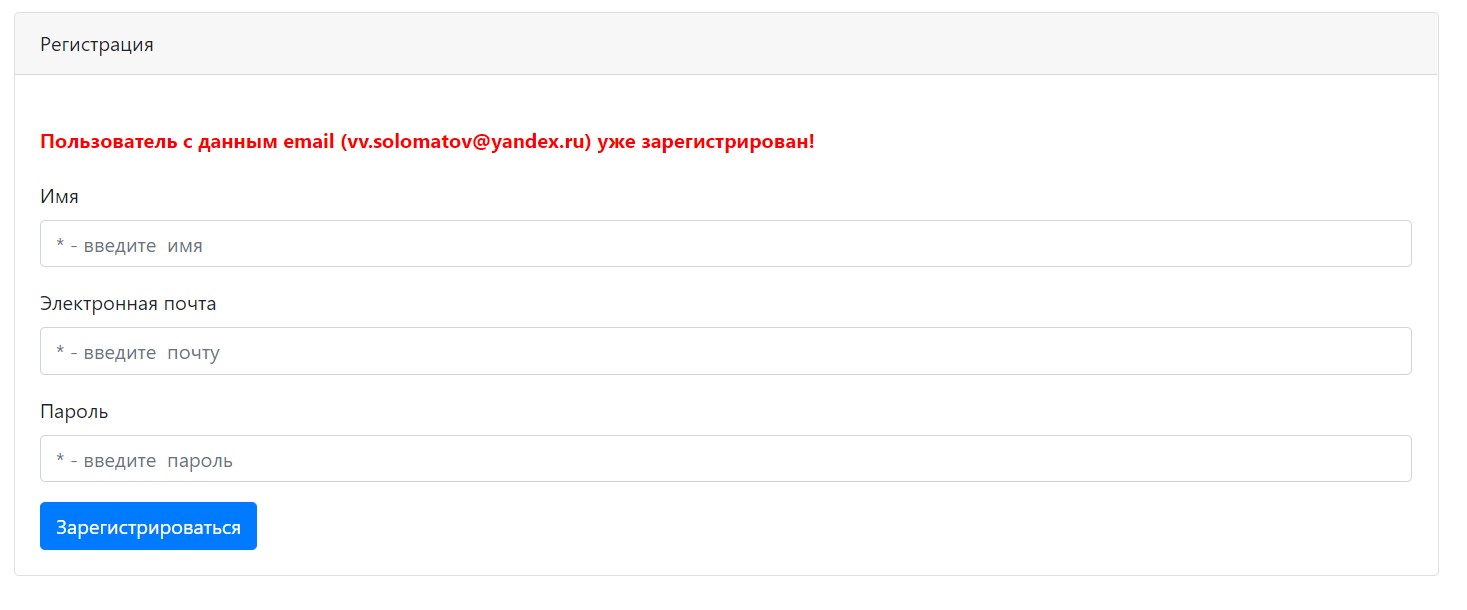 Регистрация
Пользователь с данным email (vv.solomatov@yandex.ru) уже зарегистрирован!
Имя
* - введите имя
Электронная почта
* - введите почту
Пароль
* - введите пароль
Зарегистрироваться